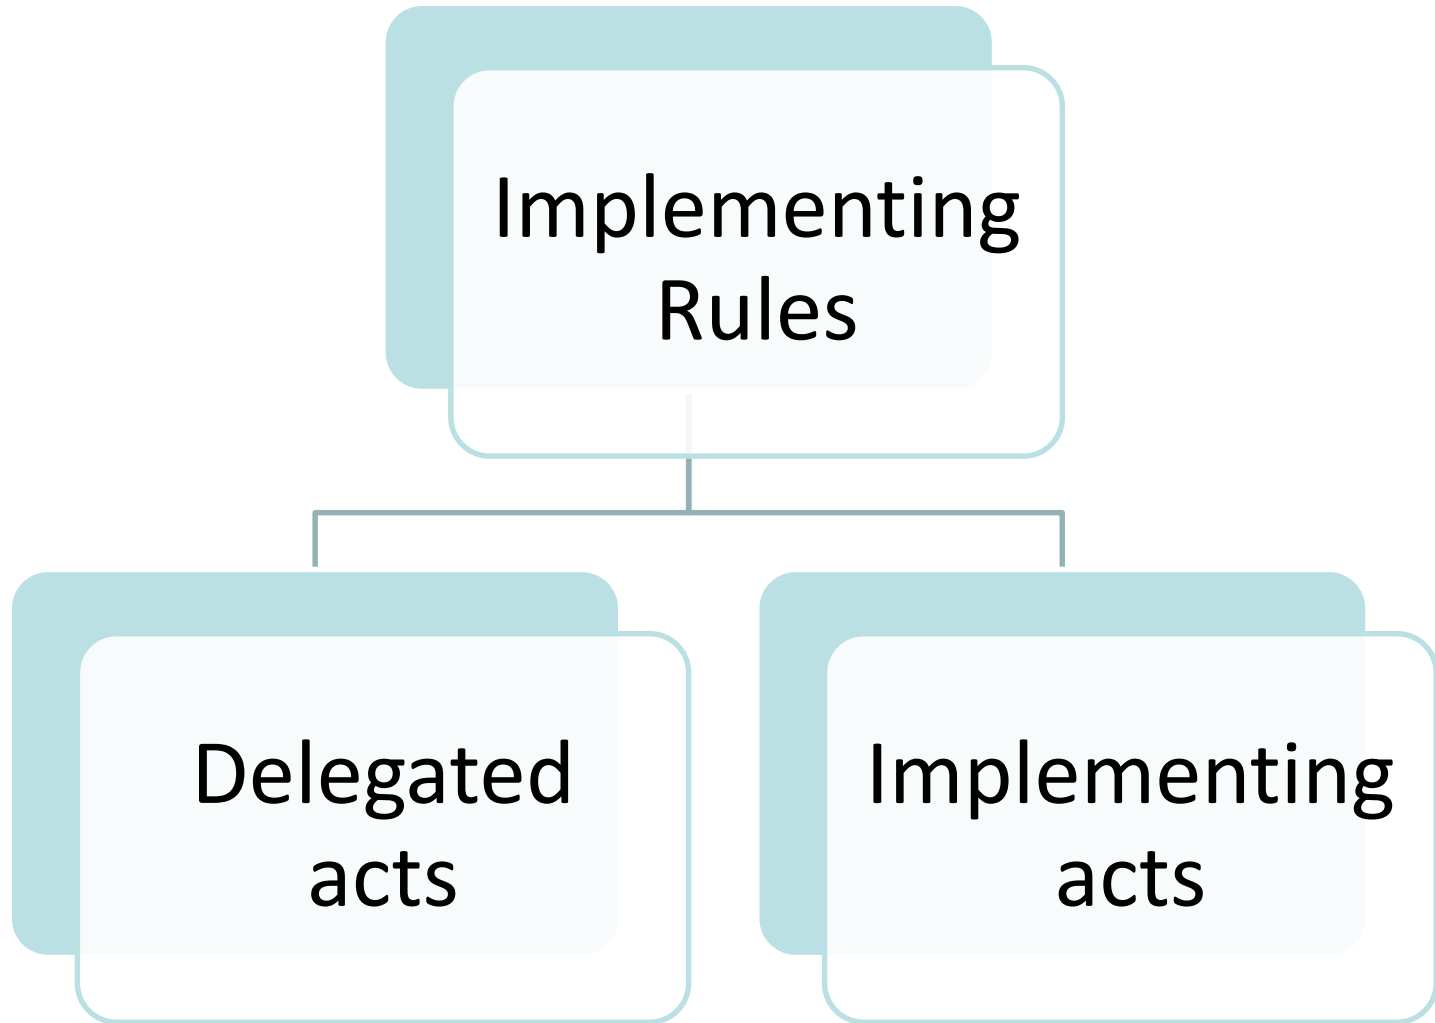 Implementing
Rules
Delegated
acts
Implementing
acts